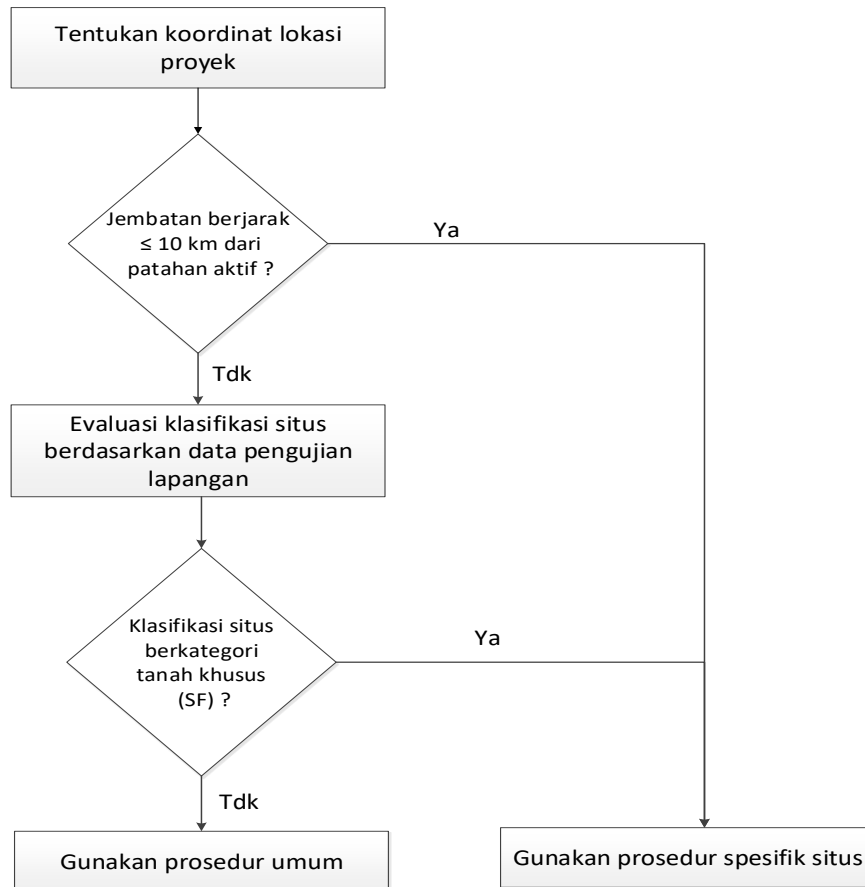 Tentukan koordinat lokasi
proyek
Jembatan berjarak
≤ 10 km dari
patahan aktif ?
Ya
Tdk
Evaluasi klasifikasi situs
berdasarkan data pengujian
lapangan
Klasifikasi situs
berkategori
tanah khusus
(SF) ?
Ya
Tdk
Gunakan prosedur umum
Gunakan prosedur spesifik situs